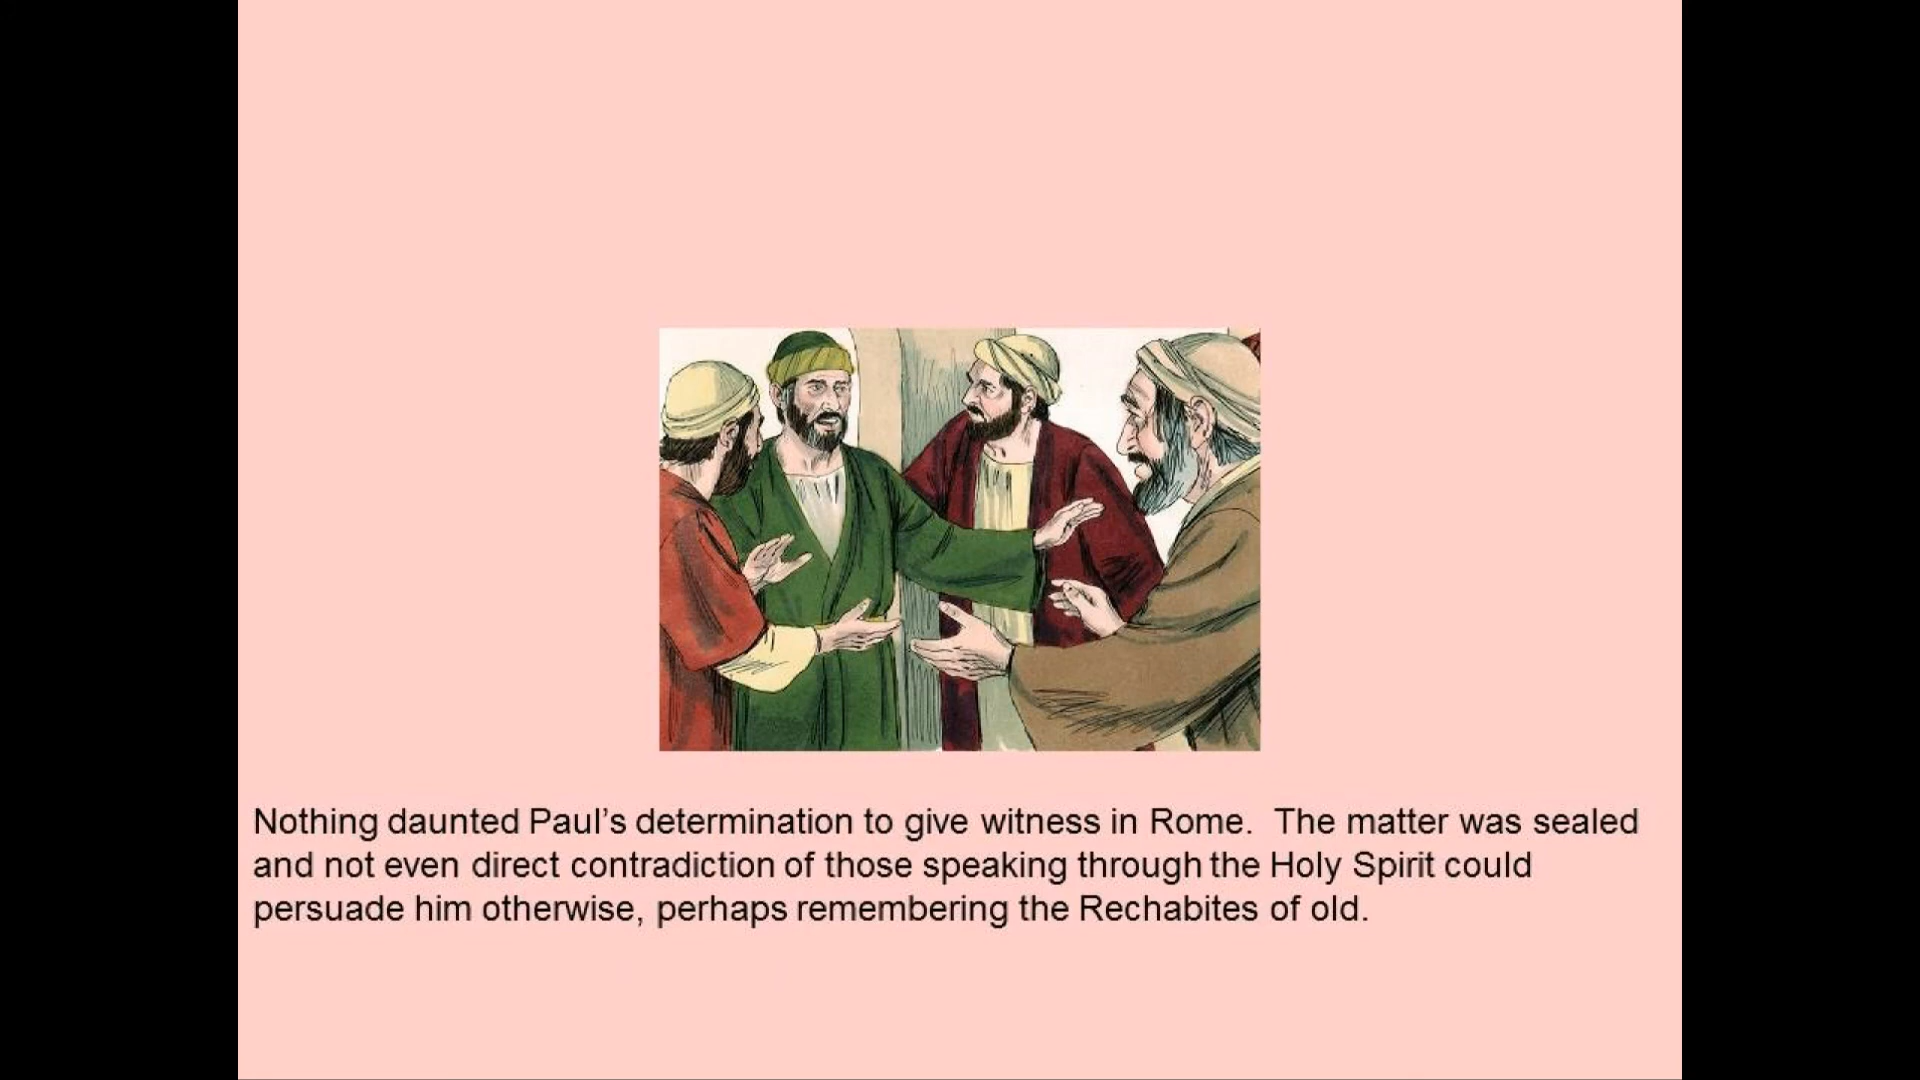 Nothing daunted Paul’s determination to give witness in Rome.  The matter was sealed
and not even direct contradiction of those speaking through the Holy Spirit could
persuade him otherwise, perhaps remembering the Rechabites of old.